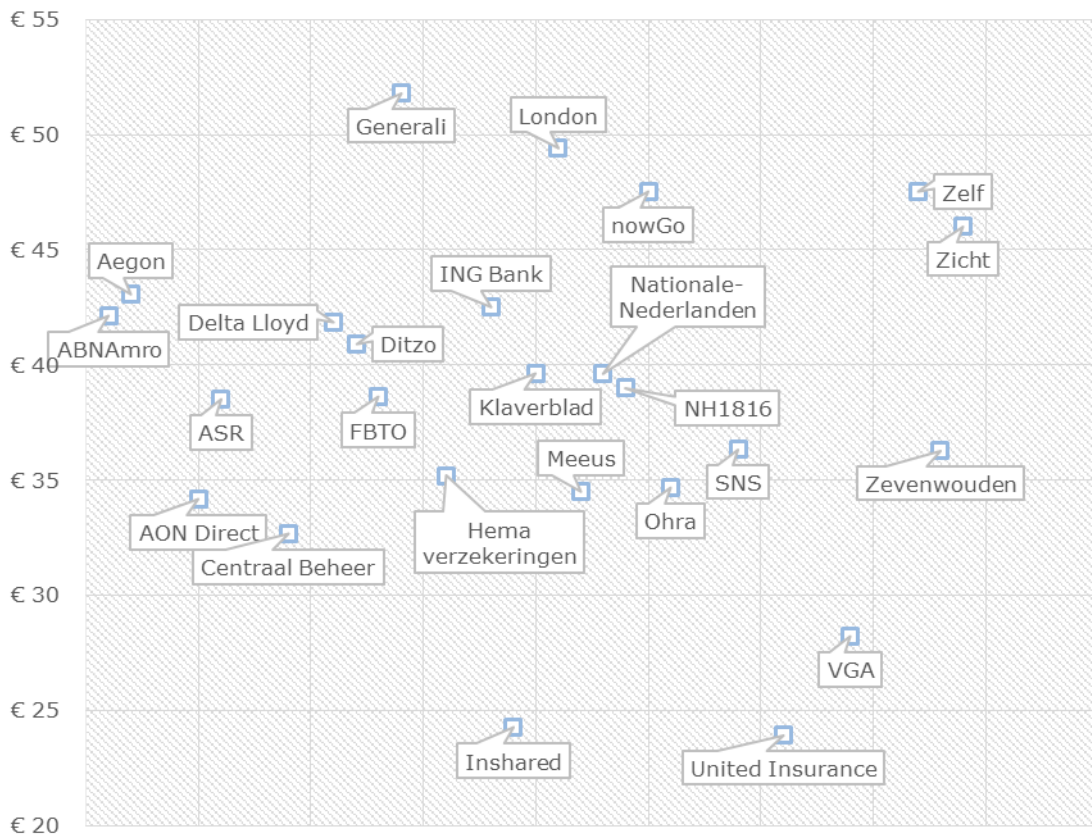 € 55
Generali
London
€ 50
Zelf
nowGo
Zicht
€ 45
Aegon
ING Bank
Nationale-
Nederlanden
Delta Lloyd
Ditzo
ABNAmro
€ 40
Klaverblad
NH1816
ASR
FBTO
Meeus
SNS
Zevenwouden
€ 35
Ohra
AON Direct
Hema
verzekeringen
Centraal Beheer
€ 30
VGA
€ 25
Inshared
United Insurance
€ 20